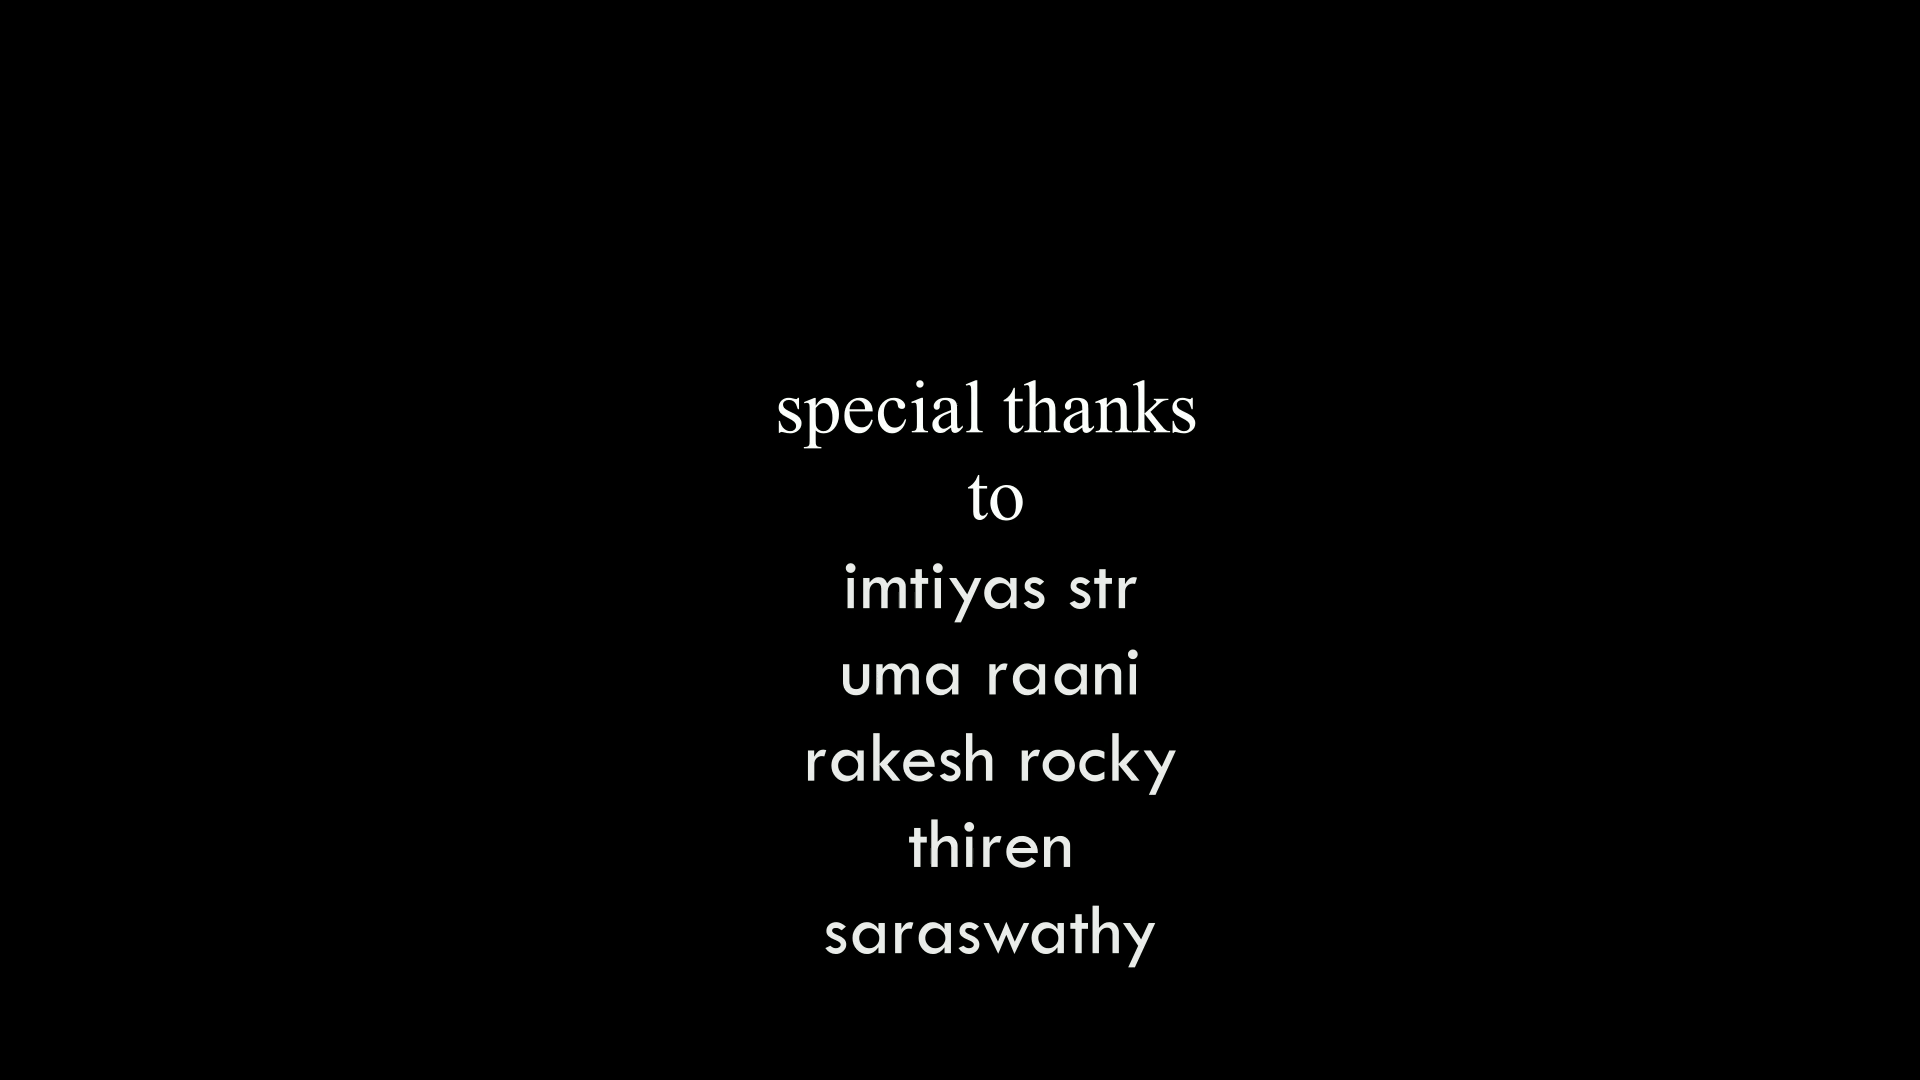 special thanks
to
imtiyas str
uma raani
rakesh rocky
thiren
saraswathy